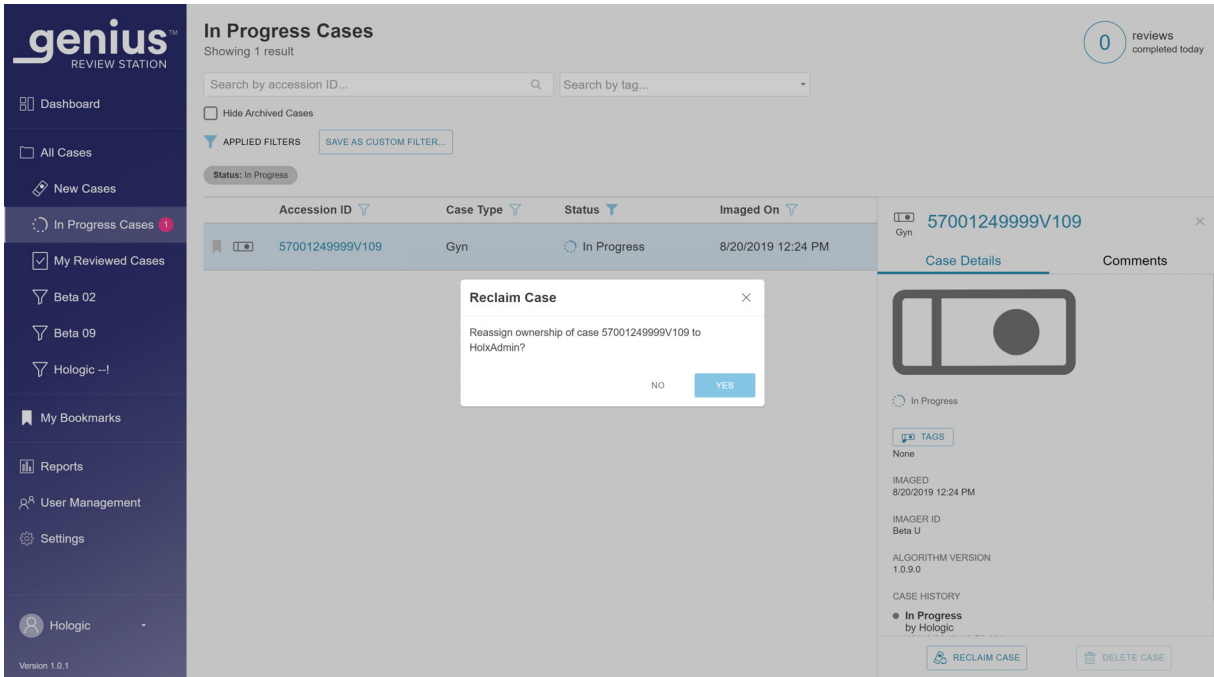 genius™
REVIEW STATION
Dashboard
All Cases
New Cases
In Progress Cases 1
My Reviewed Cases
Beta 02
Beta 09
Hologic --!
My Bookmarks
Reports
User Management
Settings
Hologic
Version 1.0.1
In Progress Cases
Showing 1 result
0 reviews
completed today
Search by accession ID...
Search by tag...
Hide Archived Cases
APPLIED FILTERS
SAVE AS CUSTOM FILTER...
Status: In Progress
Accession ID Case Type Status Imaged On
57001249999V109 Gyn In Progress 8/20/2019 12:24 PM
Reclaim Case
Reassign ownership of case 57001249999V109 to
HolxAdmin?
NO YES
Gyn
57001249999V109
Case Details Comments
In Progress
TAGS
None
IMAGED
8/20/2019 12:24 PM
IMAGER ID
Beta U
ALGORITHM VERSION
1.0.9.0
CASE HISTORY
In Progress
by Hologic
RECLAIM CASE DELETE CASE